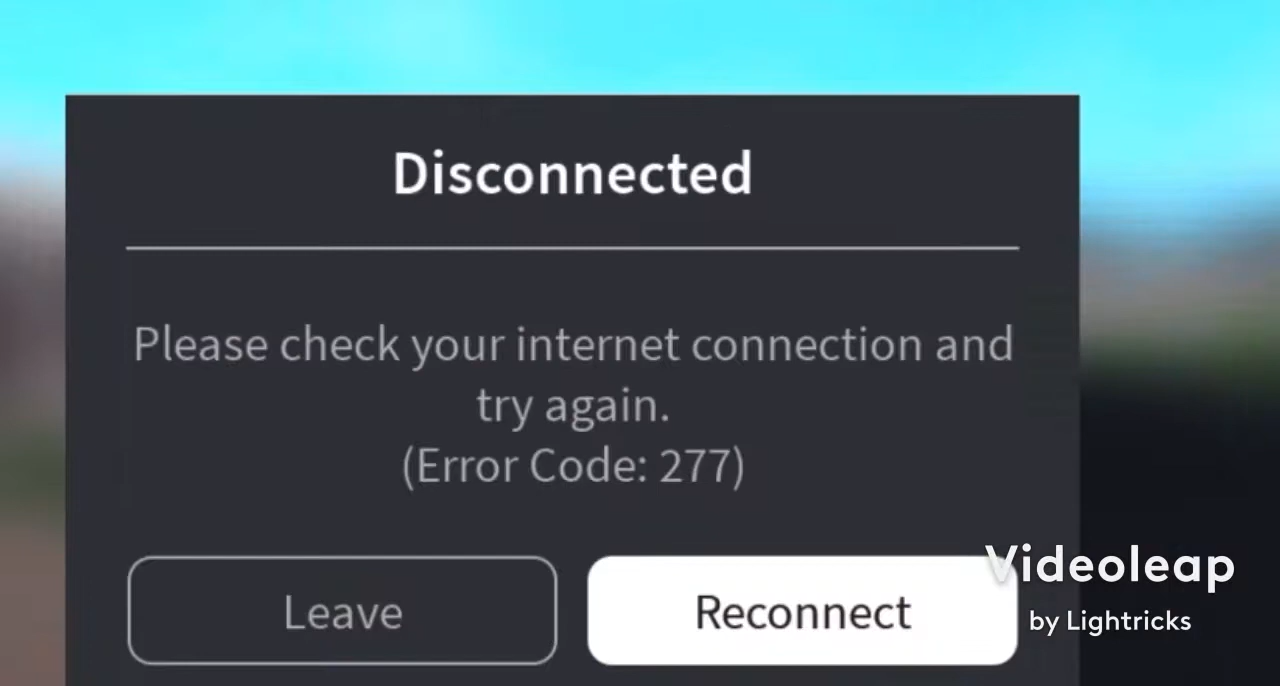 Disconnected
Please check your internet connection and
try again.
(Error Code: 277)
Leave
Reconnect
Videoleap
by Lightricks